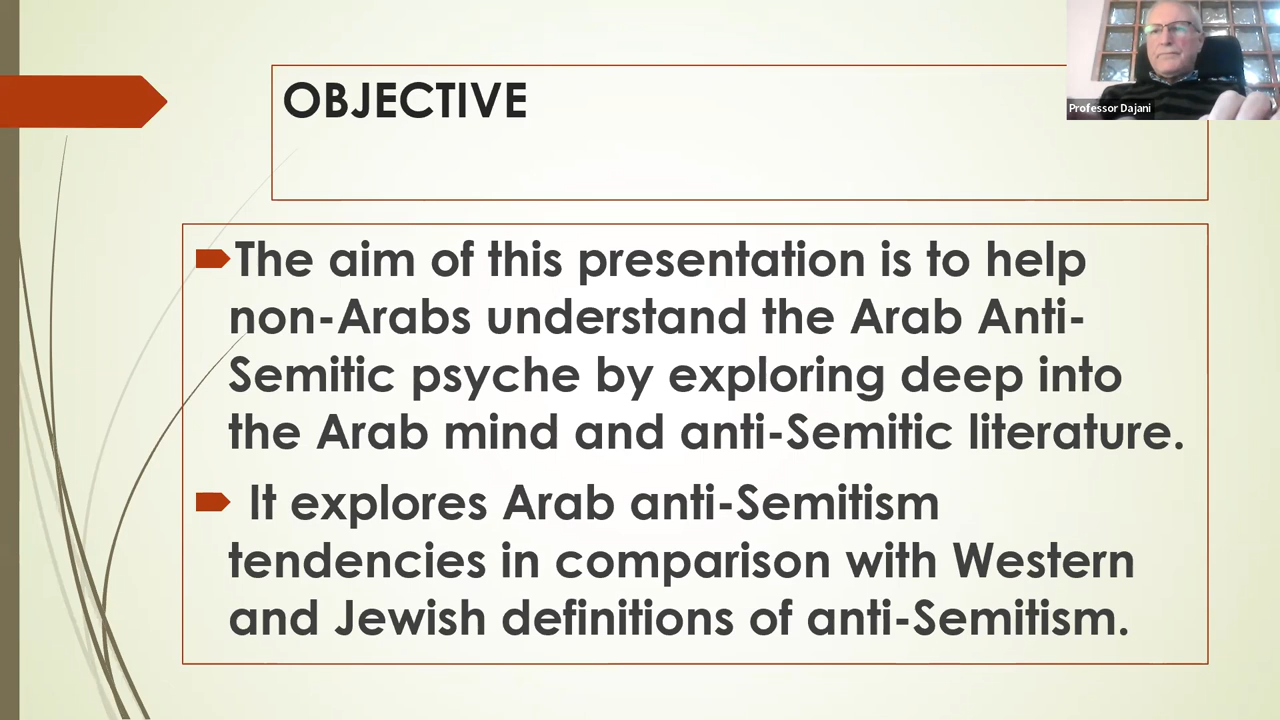 OBJECTIVE
Professor Dajani
The aim of this presentation is to help
non-Arabs understand the Arab Anti-
Semitic psyche by exploring deep into
the Arab mind and anti-Semitic literature.
It explores Arab anti-Semitism
tendencies in comparison with Western
and Jewish definitions of anti-Semitism.